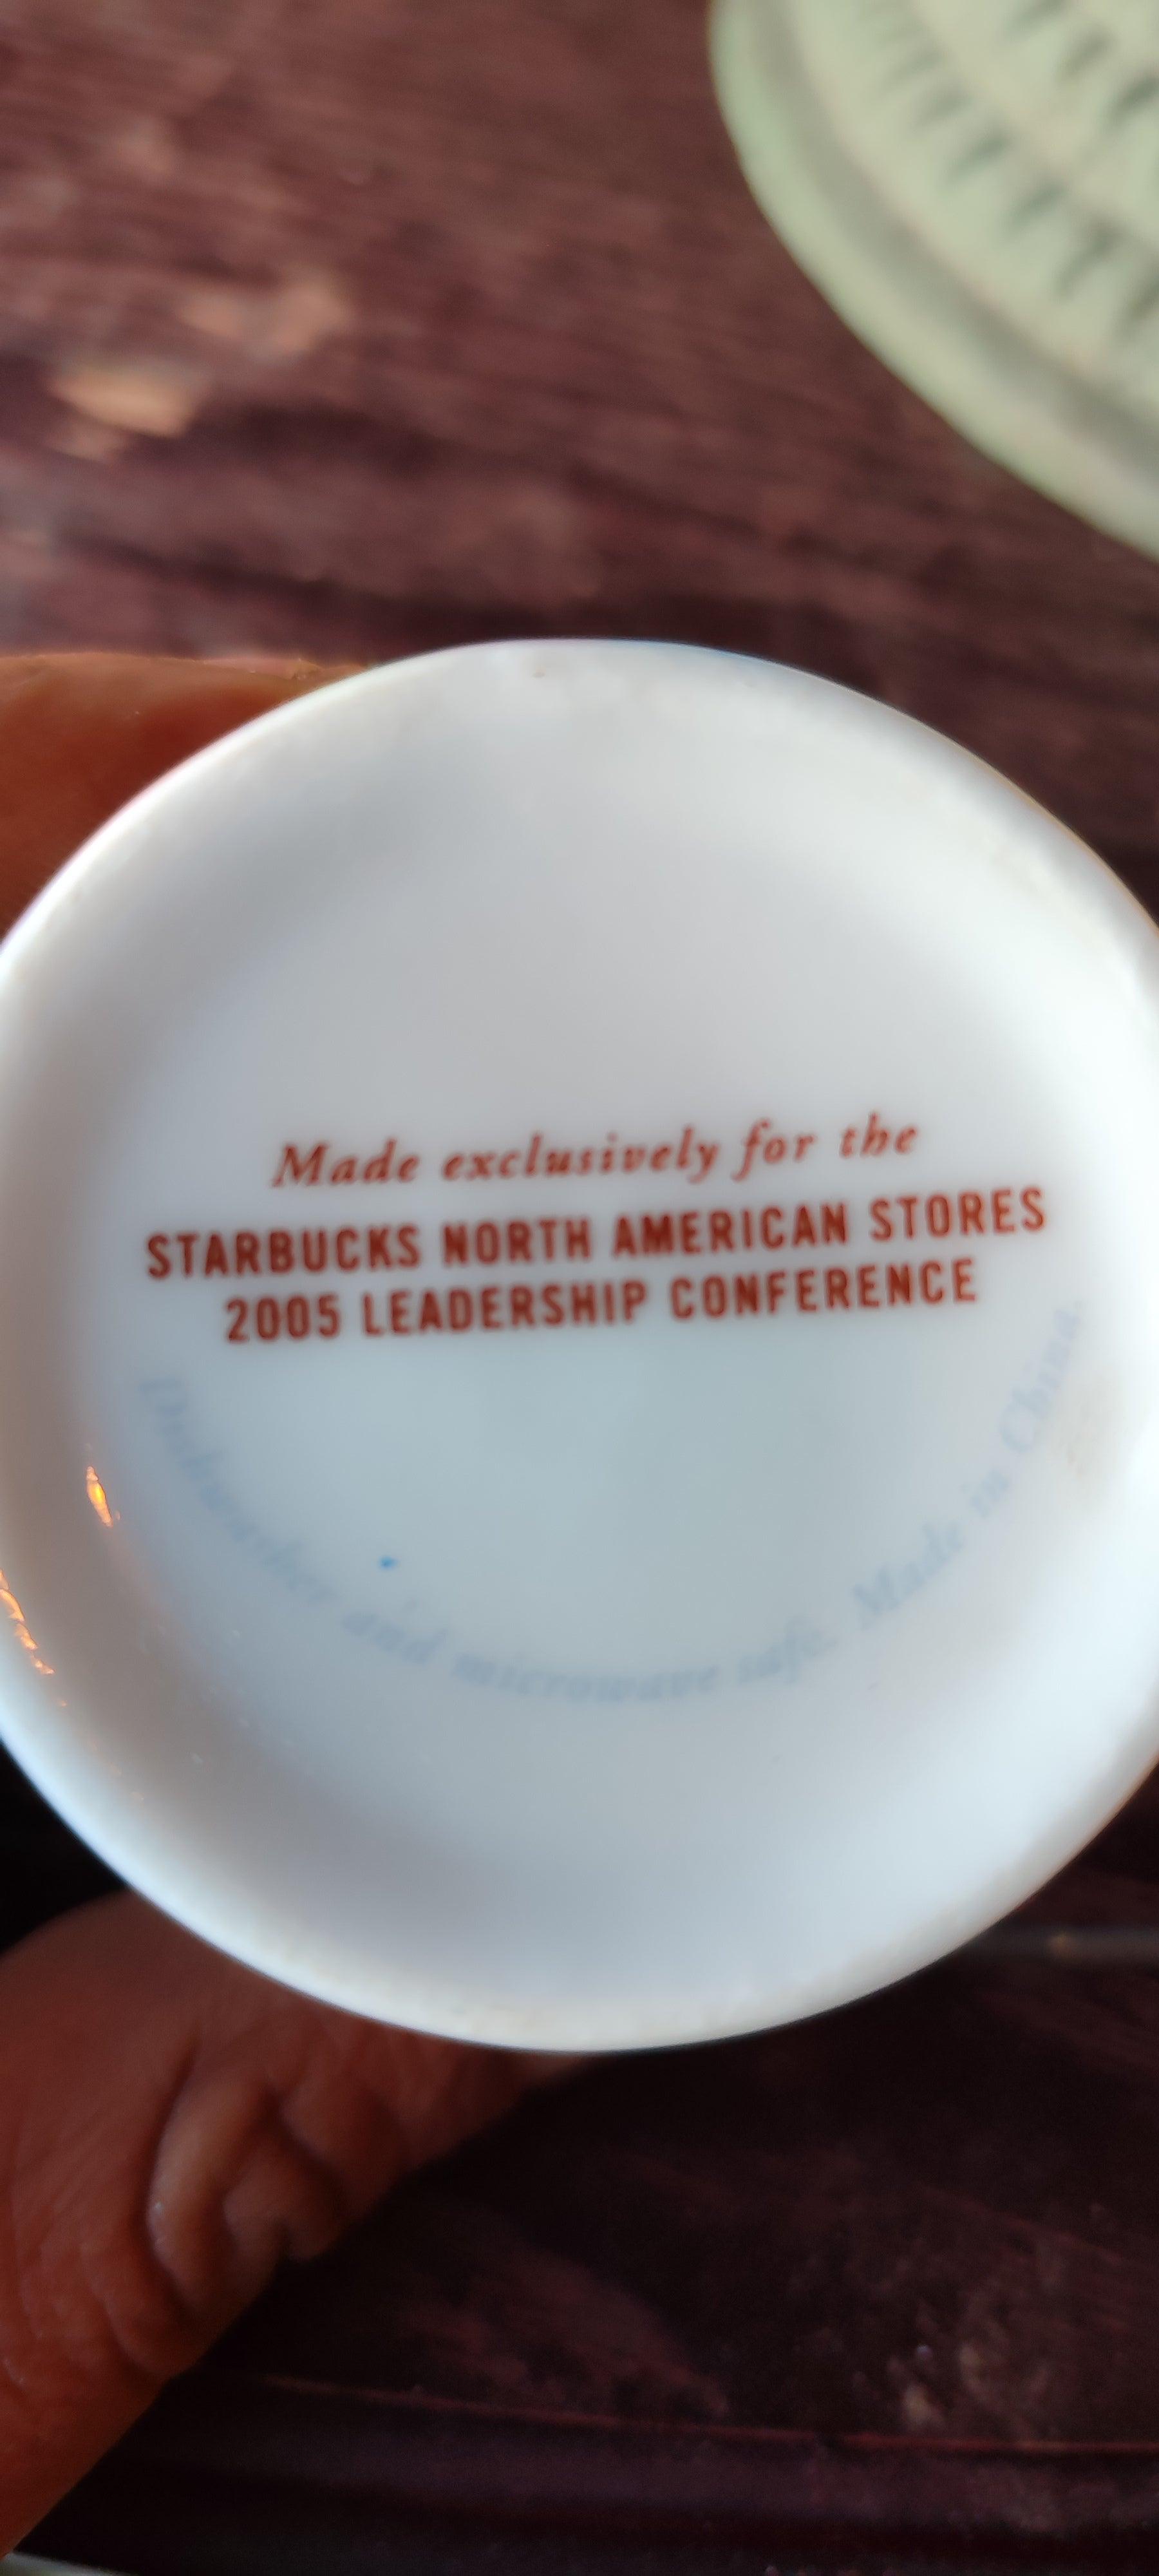 Made exclusively for the
STARBUCKS NORTH AMERICAN STORES
2005 LEADERSHIP CONFERENCE
Dishwasher and microwave safe. Made in China.